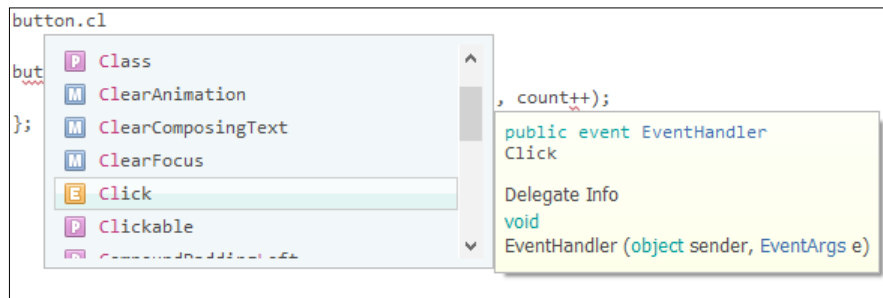 button.cl
P Class
but
M ClearAnimation
, count++);
};
M ClearComposingText
public event EventHandler
Click
M ClearFocus
E Click
Delegate Info
void
EventHandler (object sender, EventArgs e)
P Clickable